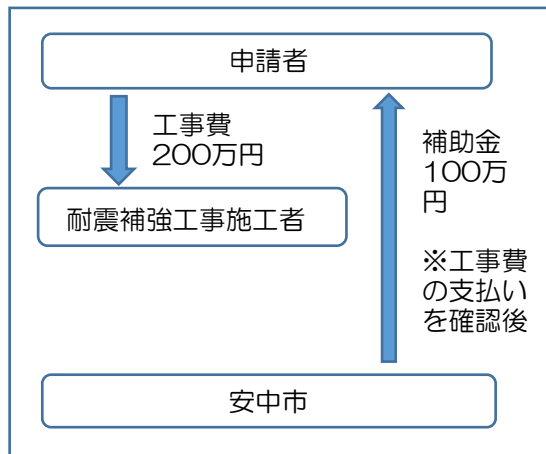 申請者
工事費
200万円
耐震補強工事施工者
補助金
100万
円
※工事費
の支払い
を確認後
安中市